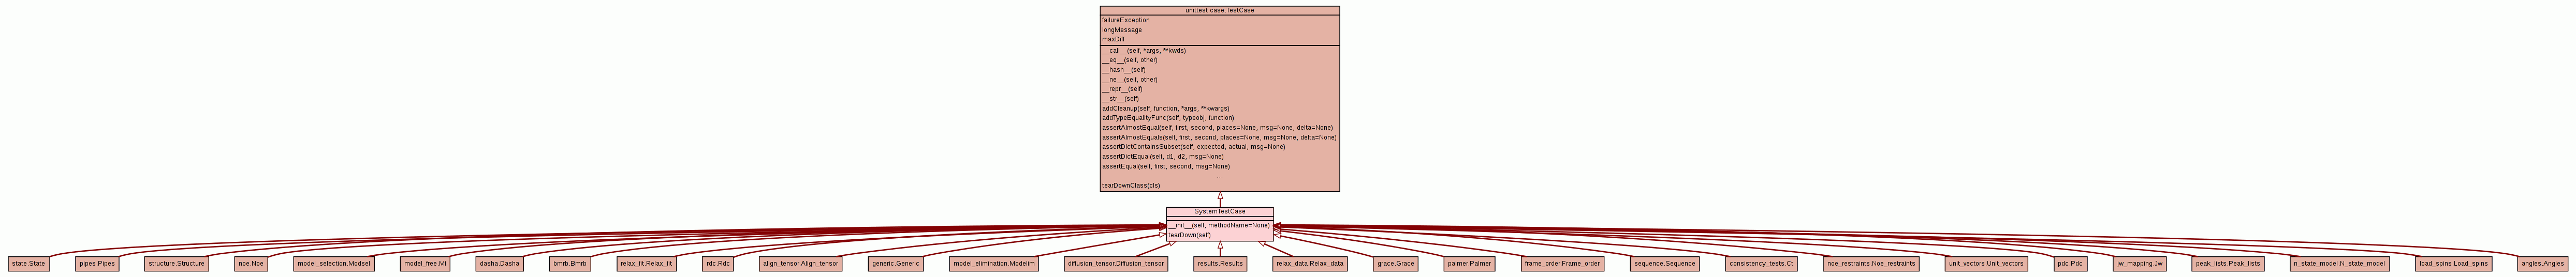 unittest.case.TestCase
failureException
longMessage
maxDiff
__call__(self, *args, **kwds)
__eq__(self, other)
__hash__(self)
__ne__(self, other)
__repr__(self)
__str__(self)
addCleanup(self, function, *args, **kwargs)
addTypeEqualityFunc(self, typeobj, function)
assertAlmostEqual(self, first, second, places=None, msg=None, delta=None)
assertAlmostEquals(self, first, second, places=None, msg=None, delta=None)
assertDictContainsSubset(self, expected, actual, msg=None)
assertDictEqual(self, d1, d2, msg=None)
assertEqual(self, first, second, msg=None)
...
tearDownClass(cls)
SystemTestCase
__init__(self, methodName=None)
tearDown(self)
state.State
pipes.Pipes
structure.Structure
noe.Noe
model_selection.Modsel
model_free.Mf
dasha.Dasha
bmrb.Bmrb
relax_fit.Relax_fit
rdc.Rdc
align_tensor.Align_tensor
generic.Generic
model_elimination.Modelim
diffusion_tensor.Diffusion_tensor
results.Results
relax_data.Relax_data
grace.Grace
palmer.Palmer
frame_order.Frame_order
sequence.Sequence
consistency_tests.Ct
noe_restraints.Noe_restraints
unit_vectors.Unit_vectors
pdc.Pdc
jw_mapping.Jw
peak_lists.Peak_lists
n_state_model.N_state_model
load_spins.Load_spins
angles.Angles